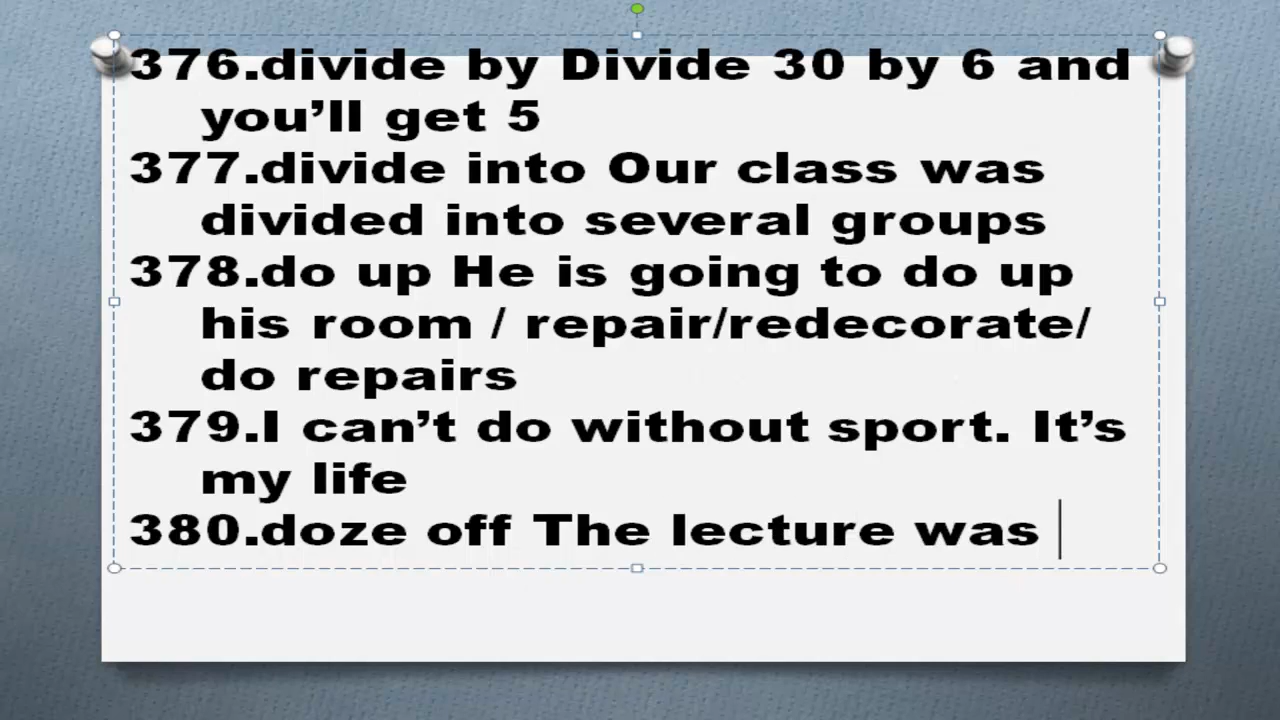 376.divide by Divide 30 by 6 and
you’ll get 5
377.divide into Our class was
divided into several groups
378.do up He is going to do up
his room / repair/redecorate/
do repairs
379.I can’t do without sport. It’s
my life
380.doze off The lecture was